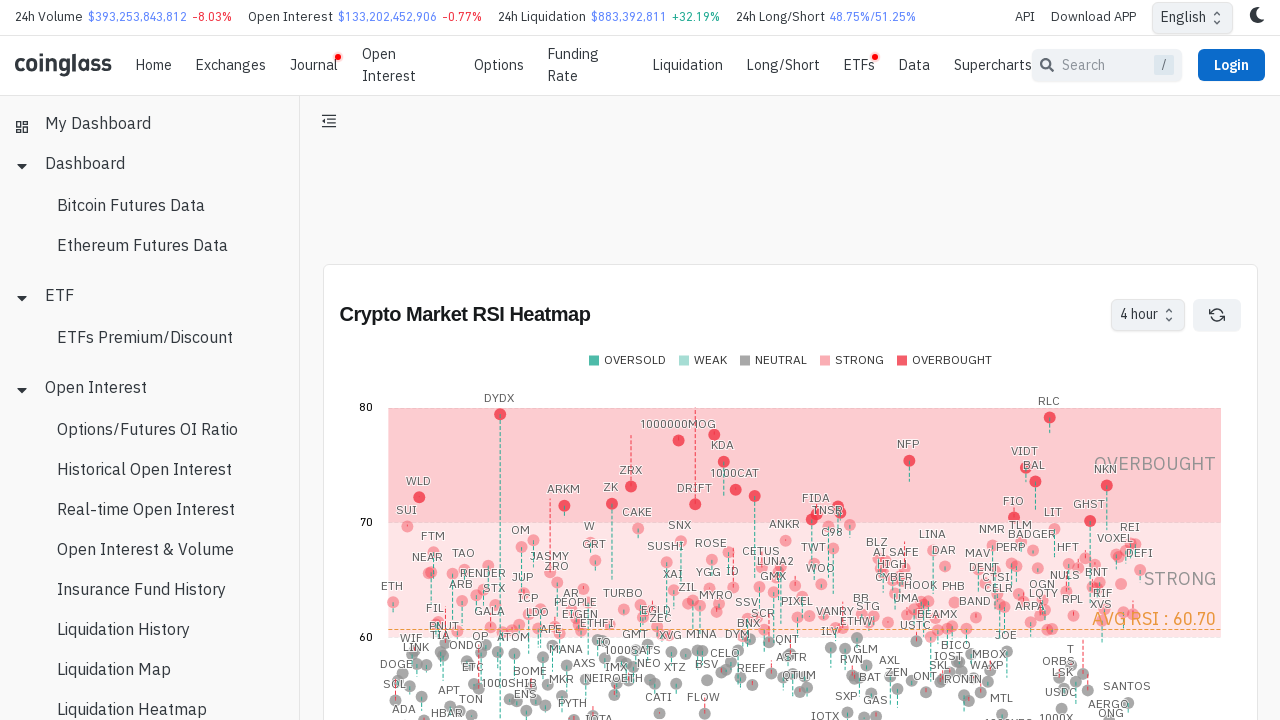 24h Volume $393,253,843,812 -8.03% Open Interest $133,202,452,906 -0.77% 24h Liquidation $883,392,811 +32.19% 24h Long/Short 48.75%/51.25% API Download APP English
coinglass Home Exchanges Journal Open Interest Options Funding Rate Liquidation Long/Short ETFs Data Supercharts Search / Login
My Dashboard
Dashboard
Bitcoin Futures Data
Ethereum Futures Data
ETF
ETFs Premium/Discount
Open Interest
Options/Futures OI Ratio
Historical Open Interest
Real-time Open Interest
Open Interest & Volume
Insurance Fund History
Liquidation History
Liquidation Map
Liquidation Heatmap
Crypto Market RSI Heatmap 4 hour
OVERSOLD WEAK NEUTRAL STRONG OVERBOUGHT
80
DYDX RLC
1000000MOG
KDA NFP VIDT
OVERBOUGHT
WLD ZRX 1000CAT BAL NKN
ARKM ZK DRIFT
SUI CAKE FIDA TNSR FIO LIT GHST
70
FTM OM W SNX ANKR C98 LINA NMR TLM BADGER VOXEL REI
NEAR TAO JASMY GRT SUSHI ROSE CETUS TWT BLZ AI SAFE DAR MAV PERP HFT DEFI
RENDER ZRO XAI YGG ID LUNA2 WOO HIGH DENT
STRONG
ETH ARB STX JUP ZIL GMX CYBER HOOK PHB CELR CTSI OGN NULS BNT
ICP AR PEOPLE TURBO MYRO SSV PIXEL BB STG UMA BAND LQTY RPL RIF XVS
FIL GALA LDO EIGEN ETHFI EGLD ZEC SCR BNX VANRY ETHW USTC BEAMX ARPA
AVG RSI : 60.70
60
WIF LINK TIA NUT ONDO OP ATOM APE MANA IO GMT XVG MINA DYM QNT ILY GLM BICO JOE T
DOGE ETC BOME AXS IMX 1000SATS NEO XTZ BSV CELO REEF ASTR RVN AXL SKL IOST WAXP MBOX ORBS LSK
SOL APT TON 1000SHIB ENS MKR NEIROETH CATI FLOW QTUM BAT ZEN ONT RONIN USDC SANTOS
ADA HBAR PYTH IOTA SXP IOTX GAS MTL 1000X AERGO ONG